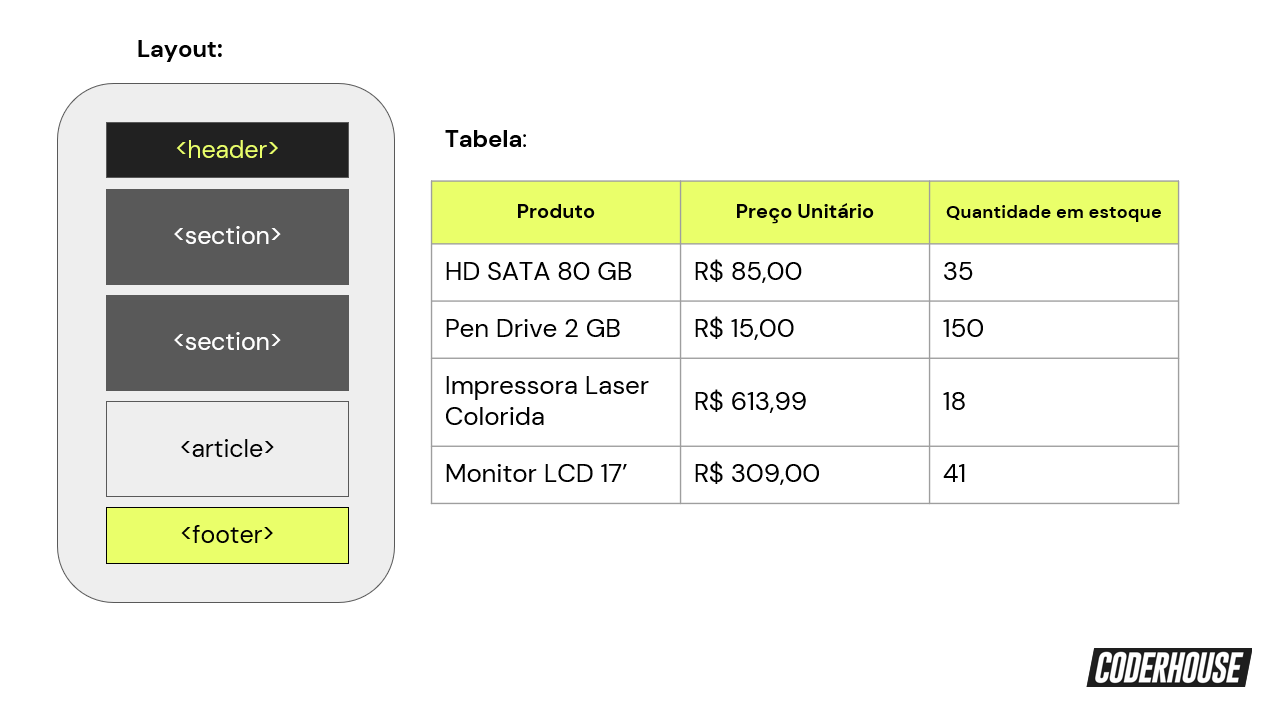 Layout:
<header>
<section>
<section>
<article>
<footer>
Tabela:
Produto Preço Unitário Quantidade em estoque
HD SATA 80 GB R$ 85,00 35
Pen Drive 2 GB R$ 15,00 150
Impressora Laser
Colorida R$ 613,99 18
Monitor LCD 17’ R$ 309,00 41
CODERHOUSE